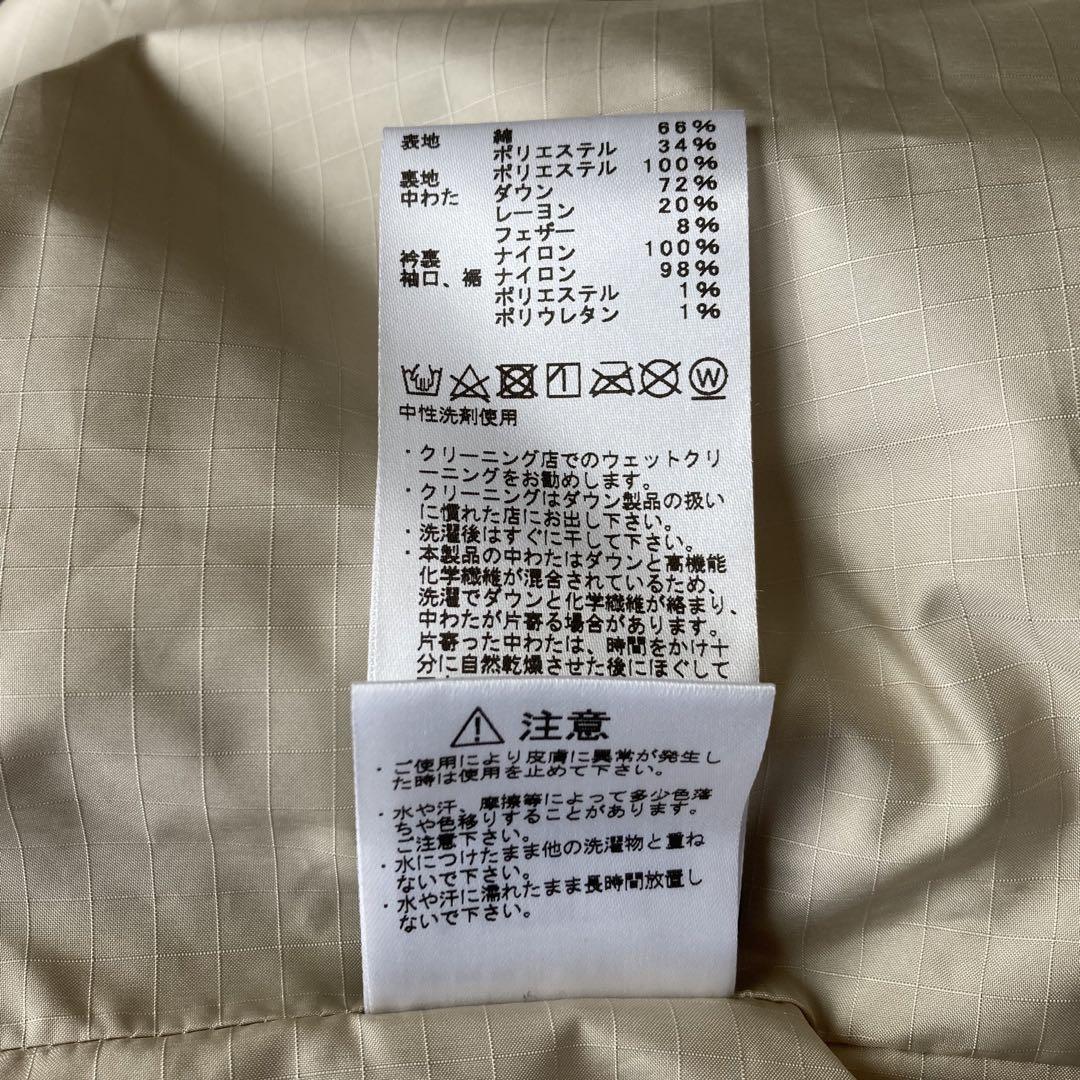 表地 綿 66%
ポリエステル 34%
裏地 ポリエステル 100%
中わた ダウン 72%
レーヨン 20%
フェザー 8%
衿裏 ナイロン 100%
袖口、裾 ナイロン 98%
ポリエステル 1%
ポリウレタン 1%
W
中性洗剤使用
・クリーニング店でのウェットクリ
ーニングをお勧めします。
・クリーニングはダウン製品の扱い
に慣れた店にお出し下さい。
・洗濯後はすぐに干して下さい。
・本製品の中わたはダウンと高機能
化学繊維が混合されているため、
洗濯でダウンと化学繊維が絡まり、
中わたが片寄る場合があります。
片寄った中わたは、時間をかけ十
分に自然乾燥させた後にほぐして
注意
・ご使用により皮膚に異常が発生し
た時は使用を止めて下さい。
・水や汗、摩擦等によって多少色落
ちや色移りすることがあります。
ご注意下さい。
・水につけたまま他の洗濯物と重ね
ないで下さい。
・水や汗に濡れたまま長時間放置し
ないで下さい。